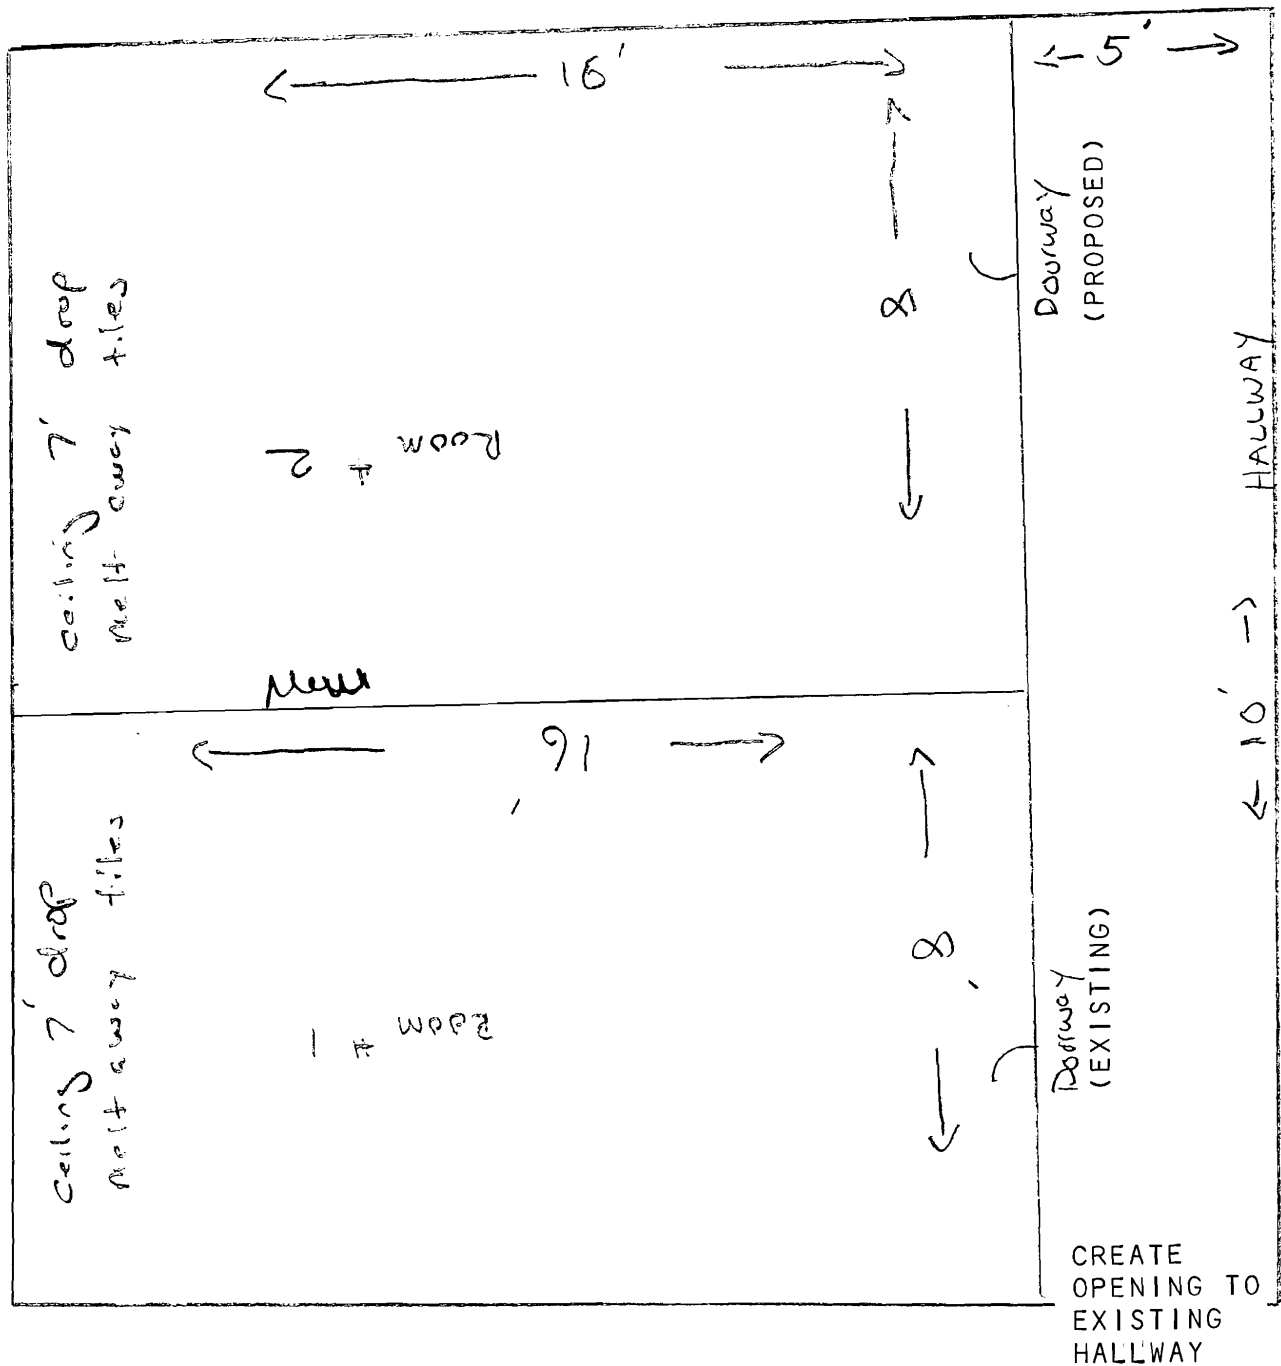 16'
← 5' →
8
Doorway
(PROPOSED)
ceiling 7' drop
melt away tiles
Room
# 2
HALLWAY
10'
16'
8'
Ceiling 7' drop
melt away tiles
Room
# 1
Doorway
(EXISTING)
CREATE
OPENING TO
EXISTING
HALLWAY